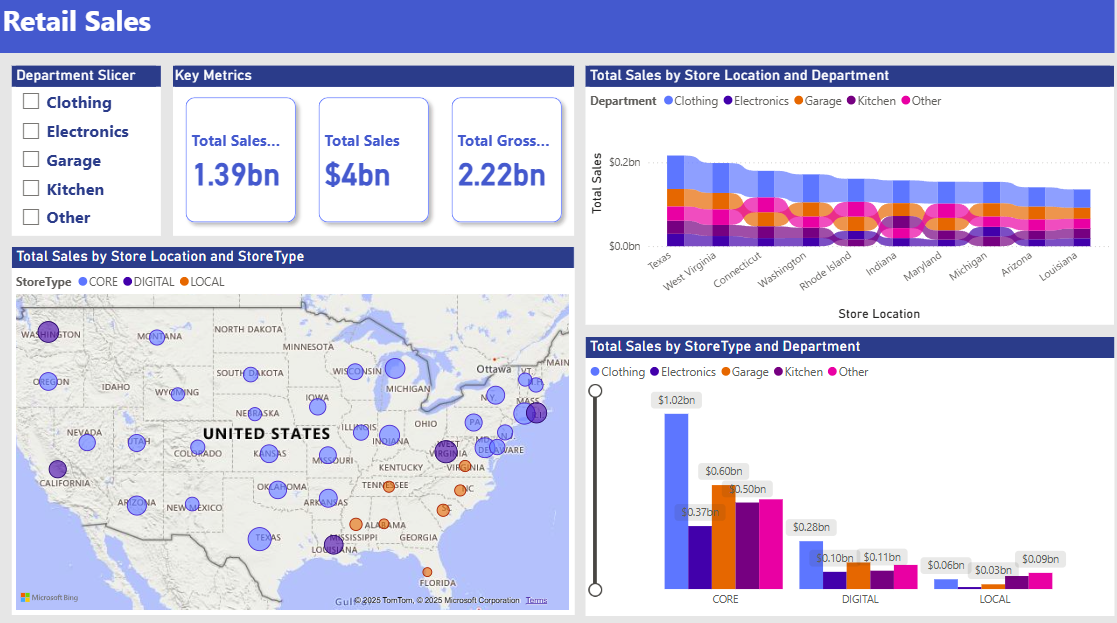 Retail Sales
Department Slicer
Clothing
Electronics
Garage
Kitchen
Other
Key Metrics
Total Sales...
1.39bn
Total Sales
$4bn
Total Gross...
2.22bn
Total Sales by Store Location and StoreType
StoreType CORE DIGITAL LOCAL
WASHINGTON
MONTANA
NORTH DAKOTA
MINNESOTA
Ottawa
VT.
MAIN
OREGON
IDAHO
WYOMING
SOUTH DAKOTA
WISCONSIN
MICHIGAN
N.H.
N.Y.
MASS.
R.I.
IOWA
NEBRASKA
NEVADA
UTAH
COLORADO
UNITED STATES
KANSAS
MISSOURI
ILLINOIS
INDIANA
OHIO
PA
N.J.
MD.
DELAWARE
WEST
VIRGINIA
VIRGINIA
KENTUCKY
CALIFORNIA
ARIZONA
NEW MEXICO
OKLAHOMA
ARKANSAS
TENNESSEE
NC
SC
TEXAS
LOUISIANA
MISSISSIPPI
ALABAMA
GEORGIA
FLORIDA
Microsoft Bing
Gulf
© 2025 TomTom, © 2025 Microsoft Corporation Terms
Total Sales by Store Location and Department
Department Clothing Electronics Garage Kitchen Other
Total Sales
$0.2bn
$0.0bn
Texas
West Virginia
Connecticut
Washington
Rhode Island
Indiana
Maryland
Michigan
Arizona
Louisiana
Store Location
Total Sales by StoreType and Department
Clothing Electronics Garage Kitchen Other
$1.02bn
$0.37bn
$0.60bn
$0.50bn
$0.28bn
$0.10bn
$0.11bn
$0.06bn
$0.03bn
$0.09bn
CORE
DIGITAL
LOCAL